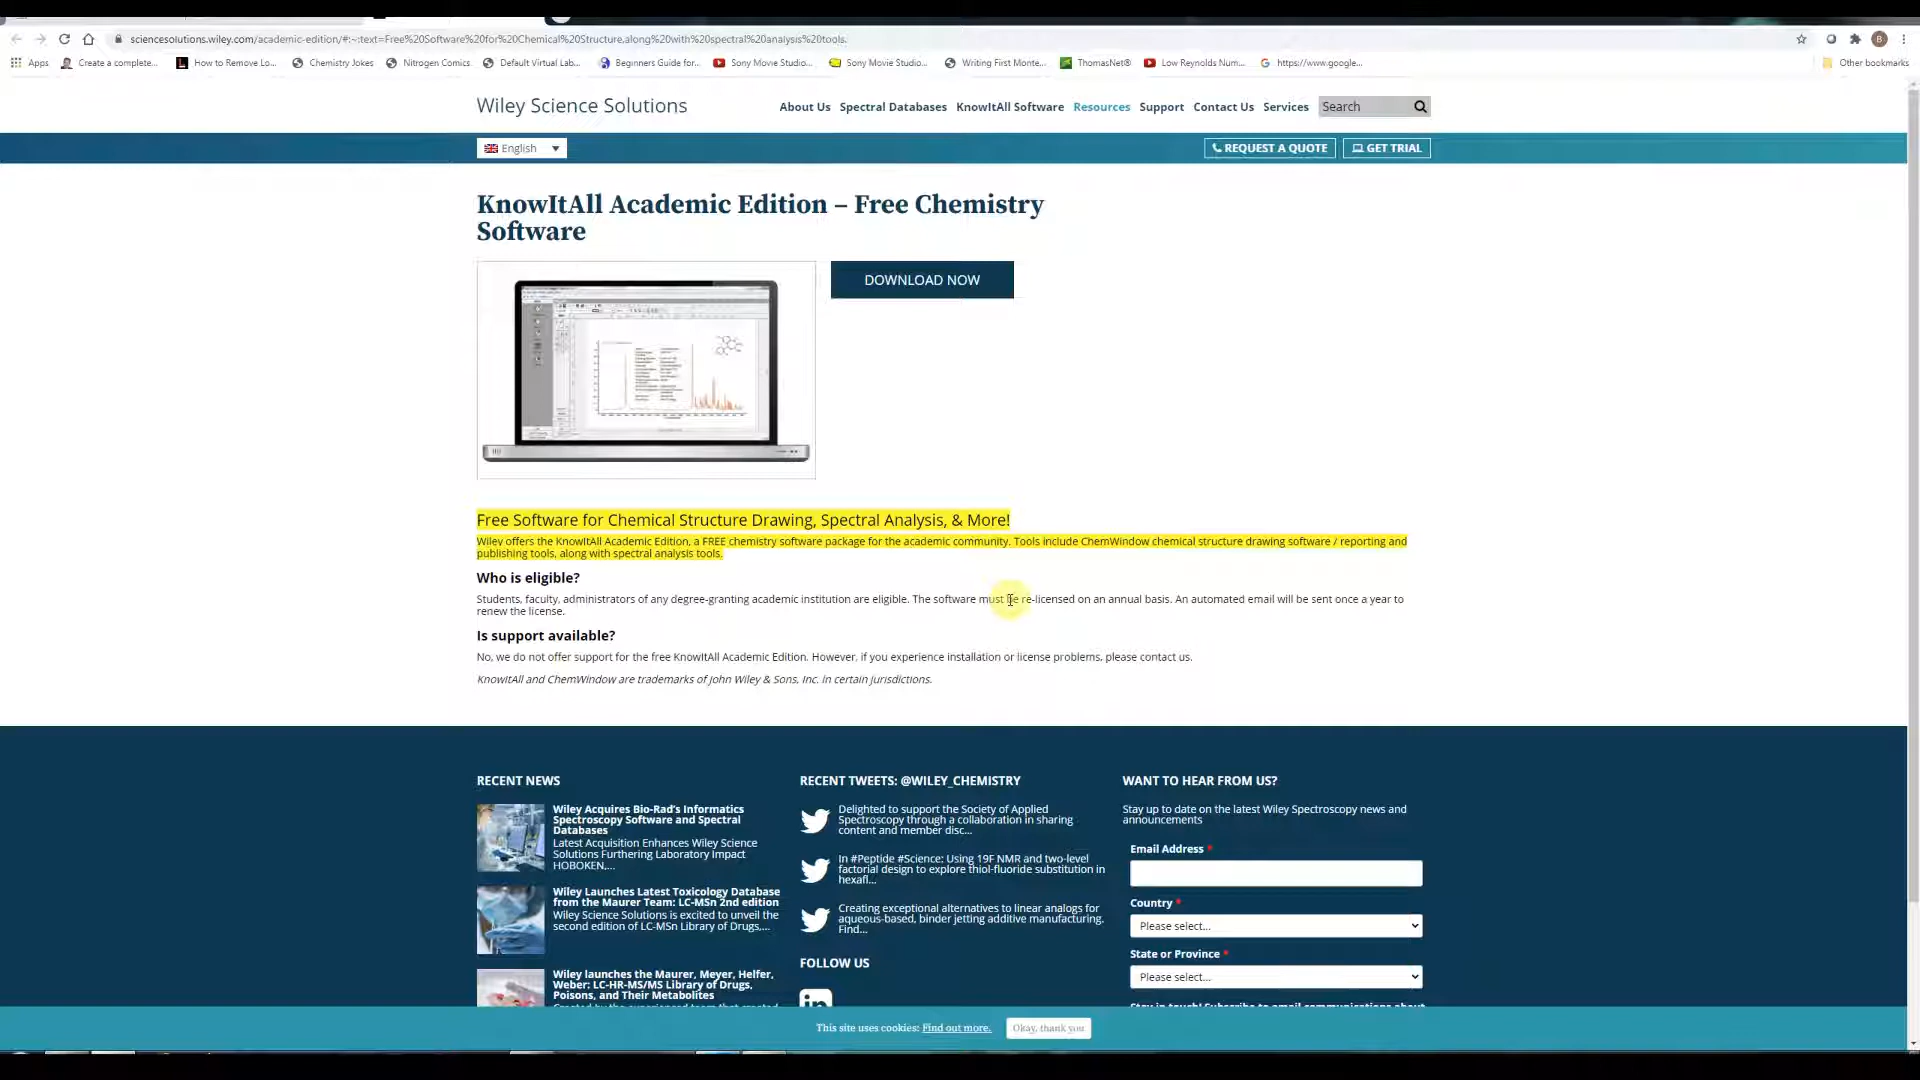 sciencesolutions.wiley.com/academic-edition/#:~:text=Free%20Software%20for%20Chemical%20Structure,along%20with%20spectral%20analysis%20tools.
B
Apps Create a complete... How to Remove Lo... Chemistry Jokes Nitrogen Comics Default Virtual Lab... Beginners Guide for... Sony Movie Studio... Sony Movie Studio... Writing First Monte... ThomasNet® Low Reynolds Num... https://www.google... Other bookmarks
Wiley Science Solutions
About Us Spectral Databases KnowItAll Software Resources Support Contact Us Services Search
English
REQUEST A QUOTE GET TRIAL
KnowItAll Academic Edition – Free Chemistry
Software
DOWNLOAD NOW
Free Software for Chemical Structure Drawing, Spectral Analysis, & More!
Wiley offers the KnowItAll Academic Edition, a FREE chemistry software package for the academic community. Tools include ChemWindow chemical structure drawing software / reporting and
publishing tools, along with spectral analysis tools.
Who is eligible?
Students, faculty, administrators of any degree-granting academic institution are eligible. The software must be re-licensed on an annual basis. An automated email will be sent once a year to
renew the license.
Is support available?
No, we do not offer support for the free KnowItAll Academic Edition. However, if you experience installation or license problems, please contact us.
KnowItAll and ChemWindow are trademarks of John Wiley & Sons, Inc. in certain jurisdictions.
RECENT NEWS
Wiley Acquires Bio-Rad's Informatics
Spectroscopy Software and Spectral
Databases
Latest Acquisition Enhances Wiley Science
Solutions Furthering Laboratory Impact
HOBOKEN,...
Wiley Launches Latest Toxicology Database
from the Maurer Team: LC-MSn 2nd edition
Wiley Science Solutions is excited to unveil the
second edition of LC-MSn Library of Drugs,...
Wiley launches the Maurer, Meyer, Helfer,
Weber: LC-HR-MS/MS Library of Drugs,
Poisons, and Their Metabolites
RECENT TWEETS: @WILEY_CHEMISTRY
Delighted to support the Society of Applied
Spectroscopy through a collaboration in sharing
content and member disc...
In #Peptide #Science: Using 19F NMR and two-level
factorial design to explore thiol-fluoride substitution in
hexafl...
Creating exceptional alternatives to linear analogs for
aqueous-based, binder jetting additive manufacturing.
Find...
FOLLOW US
in
WANT TO HEAR FROM US?
Stay up to date on the latest Wiley Spectroscopy news and
announcements
Email Address *
Country *
Please select...
State or Province *
Please select...
This site uses cookies: Find out more. Okay, thank you